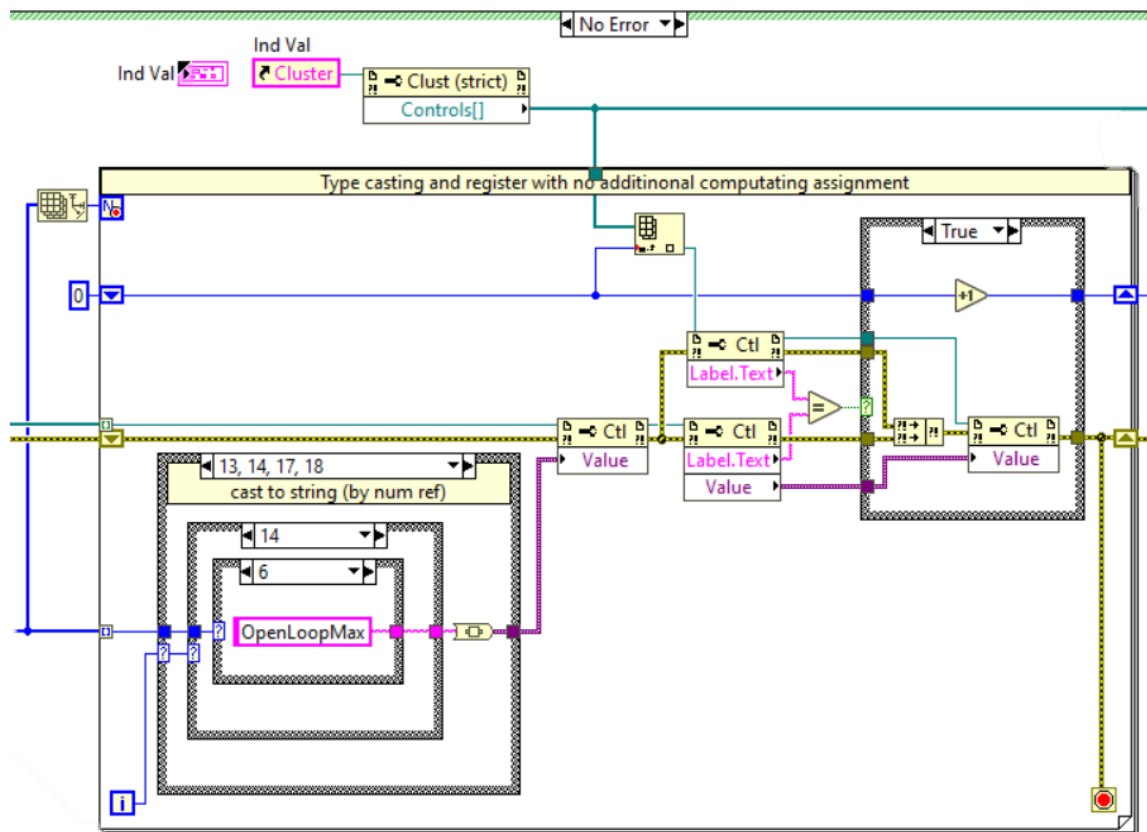 No Error
Ind Val
Ind Val
Cluster
Clust (strict)
Controls[]
Type casting and register with no additinonal computating assignment
N
True
0
+1
Ctl
Label.Text
=
?
Ctl
Value
Ctl
Label.Text
Value
Ctl
Value
13, 14, 17, 18
cast to string (by num ref)
14
6
OpenLoopMax
?
?
?
i